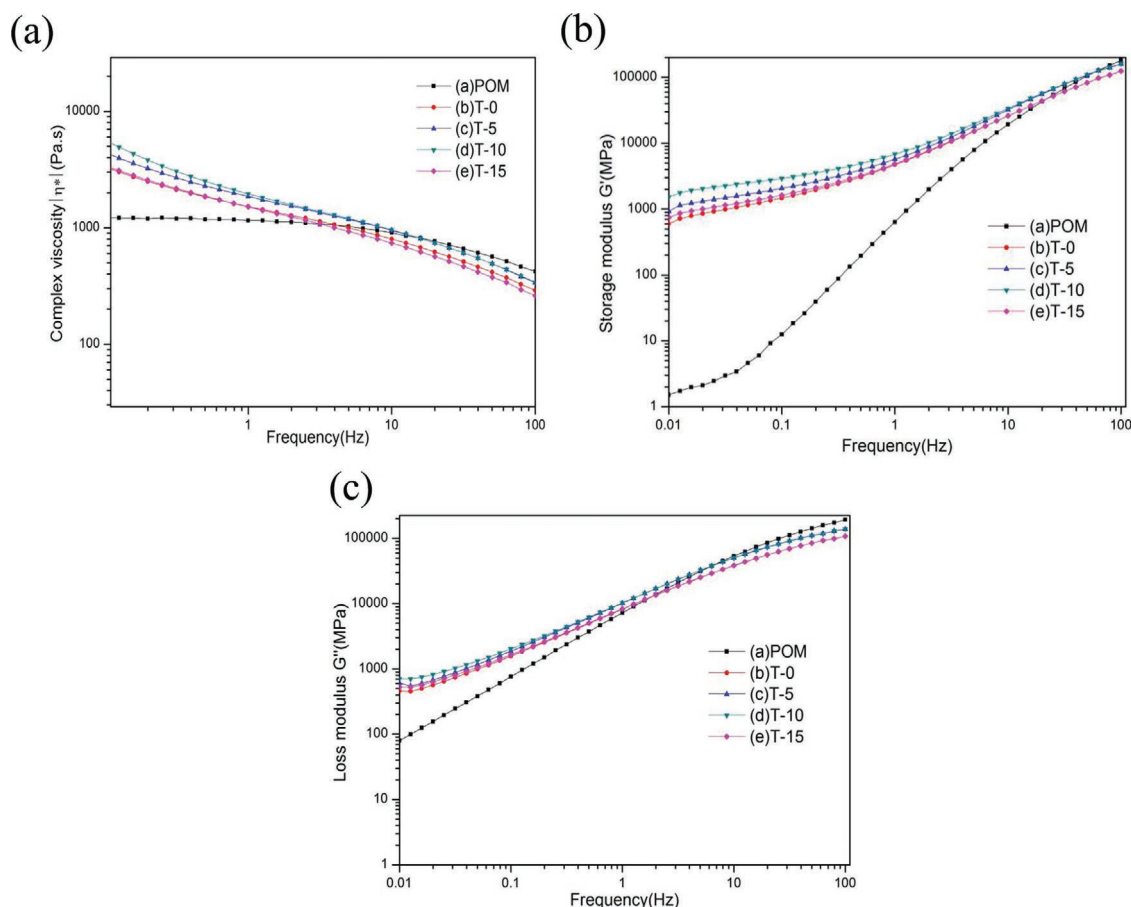 (a)
Complex viscosity |η*| (Pa.s)
10000
1000
100
1
10
100
Frequency(Hz)
(a)POM
(b)T-0
(c)T-5
(d)T-10
(e)T-15
(b)
Storage modulus G'(MPa)
100000
10000
1000
100
10
1
0.01
0.1
1
10
100
Frequency(Hz)
(a)POM
(b)T-0
(c)T-5
(d)T-10
(e)T-15
(c)
Loss modulus G"(MPa)
100000
10000
1000
100
10
1
0.01
0.1
1
10
100
Frequency(Hz)
(a)POM
(b)T-0
(c)T-5
(d)T-10
(e)T-15